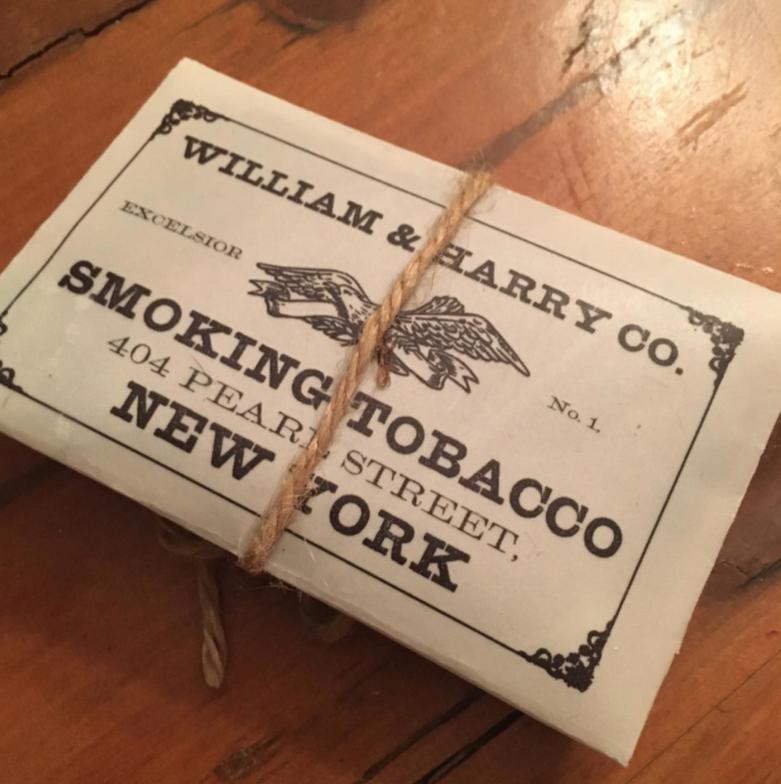 WILLIAM & HARRY CO.
EXCELSIOR
No. 1,
SMOKING TOBACCO
404 PEARL STREET,
NEW YORK